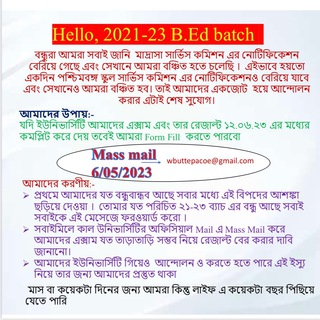 Hello, 2021-23 B.Ed batch
বন্ধুরা আমরা সবাই জানি মাদ্রাসা সার্ভিস কমিশন এর নোটিফিকেশন
বেরিয়ে গেছে এবং সেখানে আমরা বঞ্চিত হতে চলেছি । এইভাবে হয়তো
একদিন পশ্চিমবঙ্গ স্কুল সার্ভিস কমিশন এর নোটিফিকেশনও বেরিয়ে যাবে
এবং সেখানেও আমরা বঞ্চিত হব। তাই আমাদের একজোট হয়ে আন্দোলন
করার এটাই শেষ সুযোগ।
আমাদের উপায়:-
যদি ইউনিভার্সিটি আমাদের এক্সাম এবং তার রেজাল্ট ১২.০৬.২৩ এর মধ্যের
কমপ্লিট করে দেয় তবেই আমরা Form Fill করতে পারবো
Mass mail
6/05/2023
wbuttepacoe@gmail.com
আমাদের করণীয়:-
➢ প্রথমে আমাদের যত বন্ধুবান্ধব আছে সবার মধ্যে এই বিপদের আশঙ্কা
ছড়িয়ে দেওয়া । তোমার যত পরিচিত ২১-২৩ ব্যাচ এর বন্ধু আছে সবাই
সবাইকে এই মেসেজে ফরওয়ার্ড করো ।
➢ সবাইমিলে কাল উনিভার্সিটির অফিসিয়াল Mail এ Mass Mail করে
আমাদের এক্সাম যত তাড়াতাড়ি সম্ভব নিয়ে রেজাল্ট বের করার দাবি
জানানো।
➢ আমাদের ইউনিভার্সিটি গিয়েও আন্দোলন ও করতে হতে পারে এই ইস্যু
নিয়ে তার জন্য আমাদের প্রস্তুত থাকা
মাস বা কয়েকটা দিনের জন্য আমরা কিন্তু লাইফ এ কয়েকটা বছর পিছিয়ে
যেতে পারি